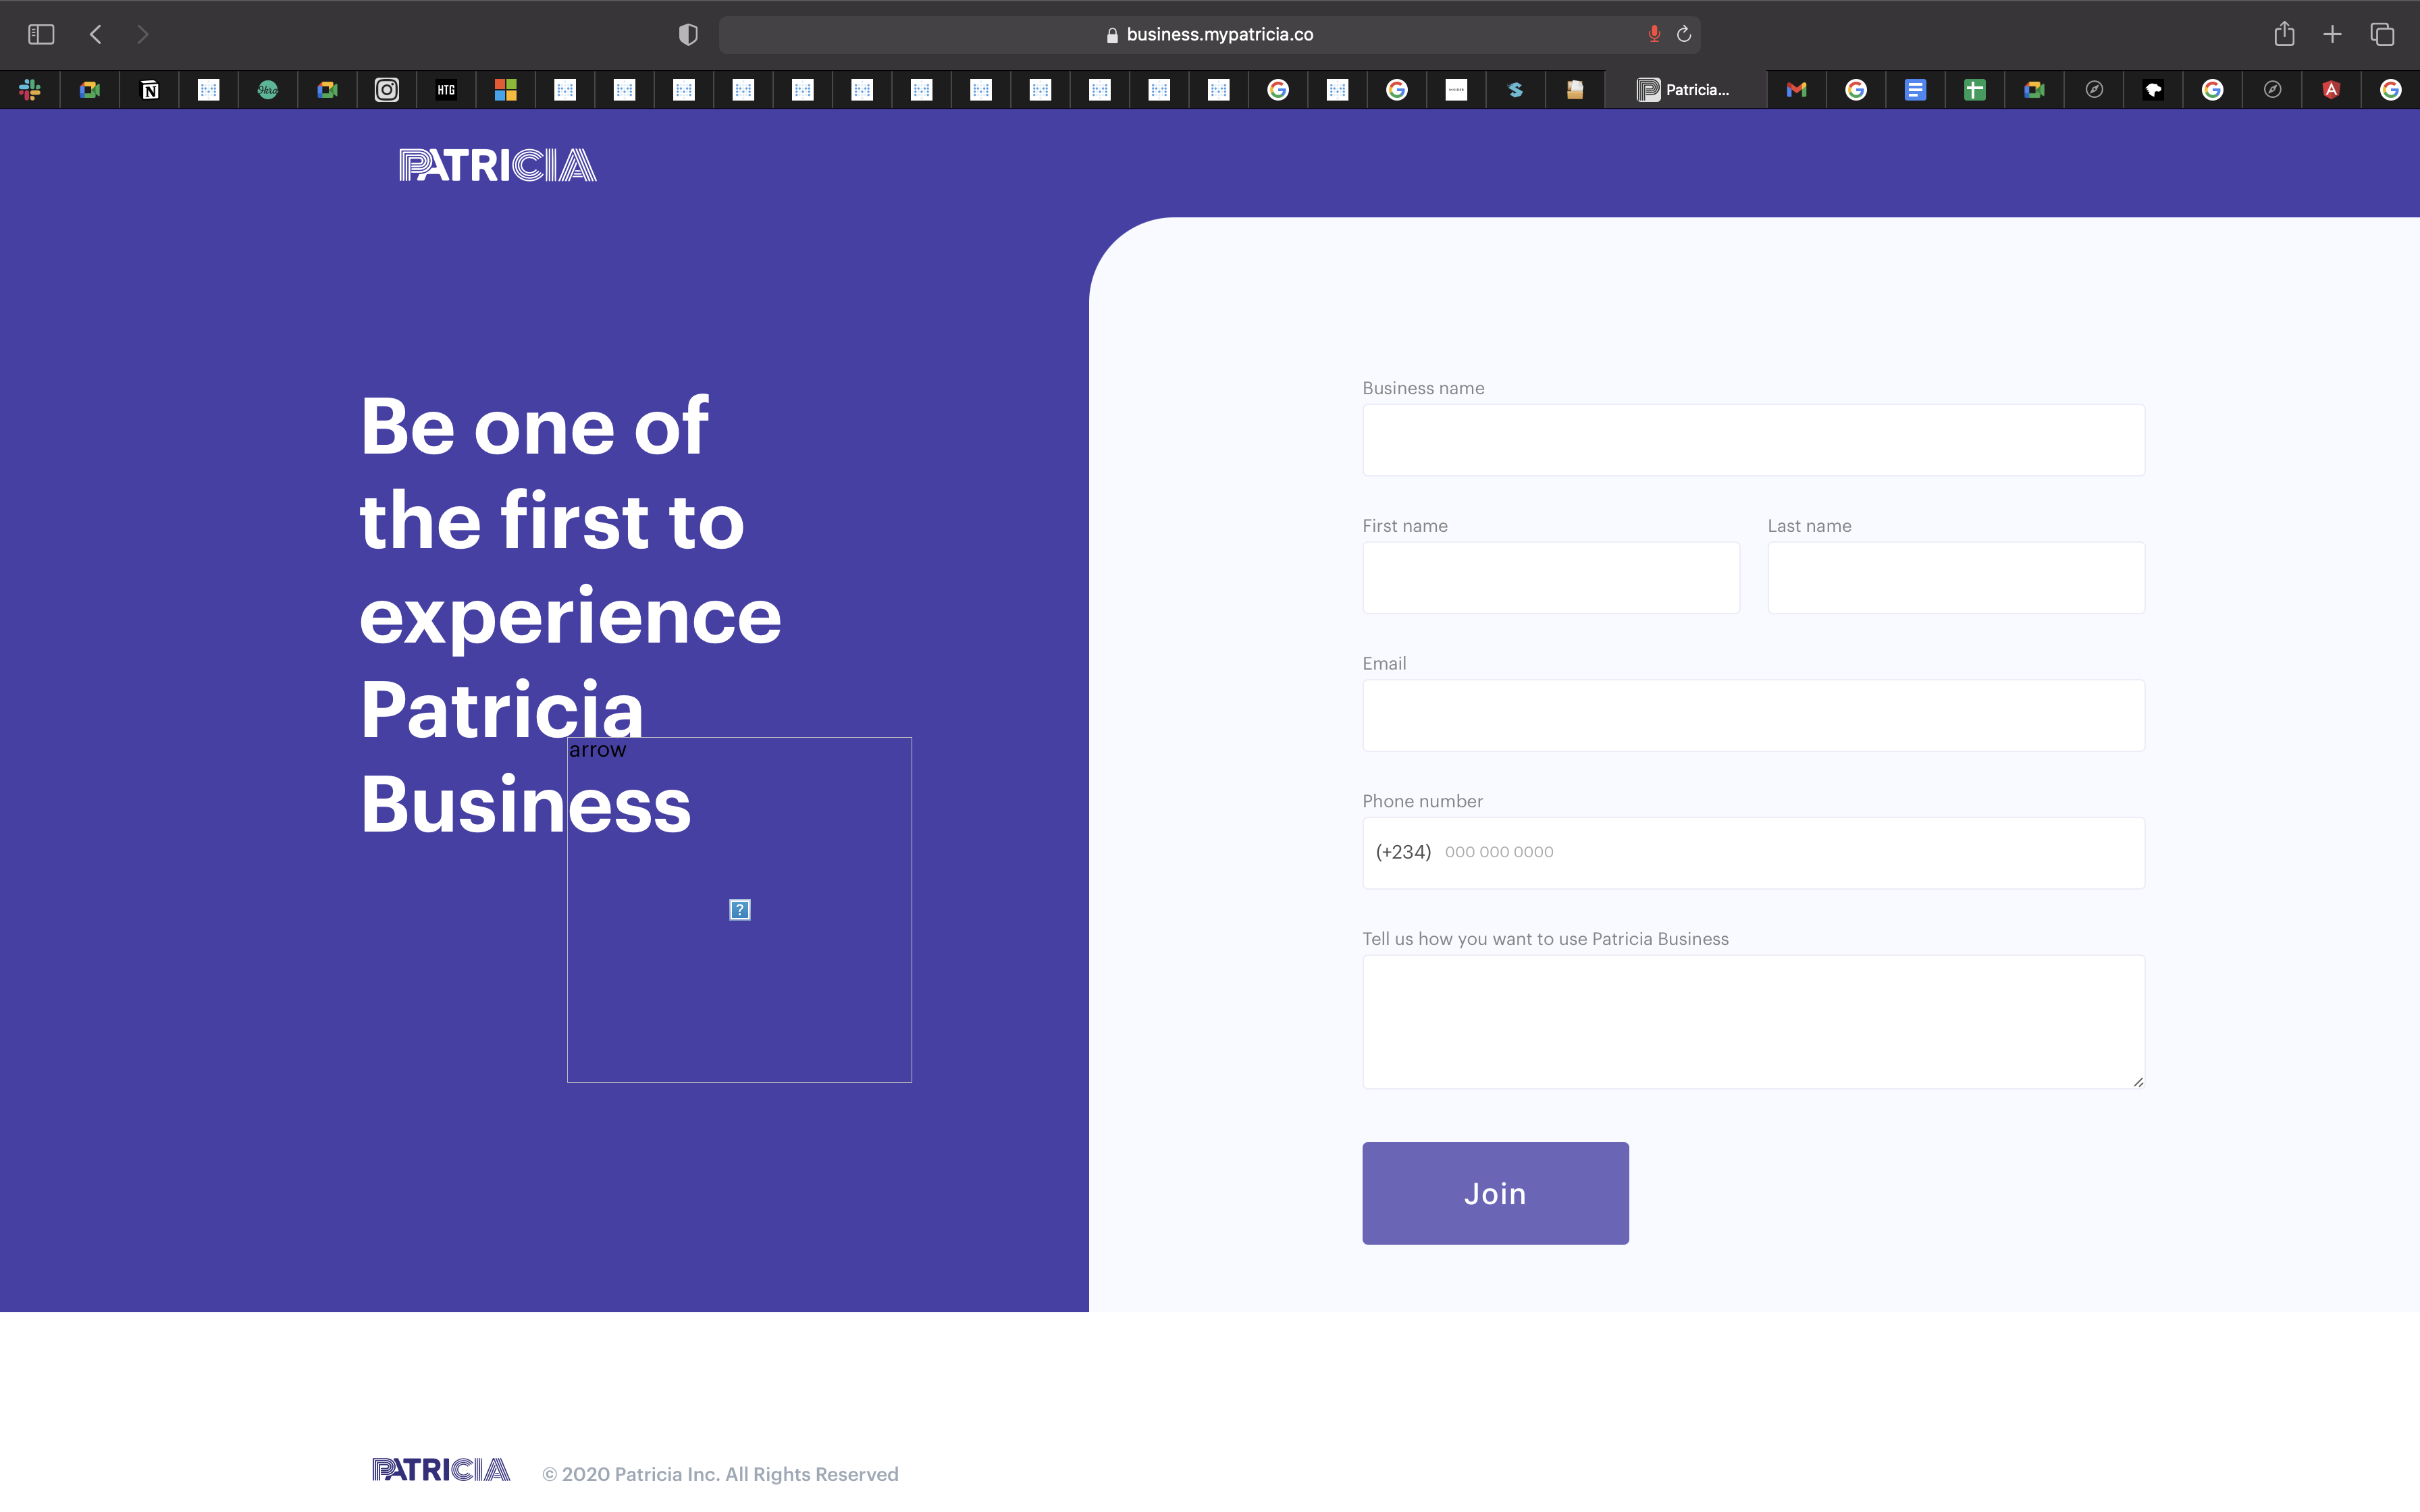 business.mypatricia.co
HTG
Patricia...
PATRICIA
Be one of
the first to
experience
Patricia
Business
arrow
?
Business name
First name
Last name
Email
Phone number
(+234) 000 000 0000
Tell us how you want to use Patricia Business
Join
PATRICIA
© 2020 Patricia Inc. All Rights Reserved